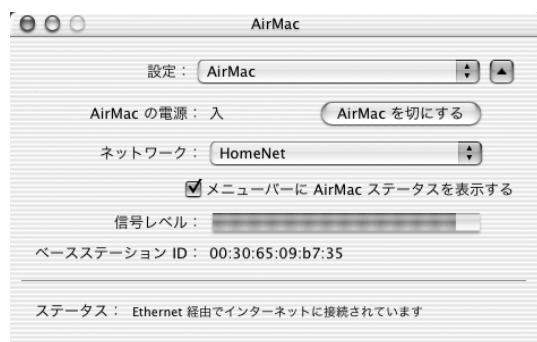 AirMac
設定： AirMac
AirMac の電源： 入 AirMac を切にする
ネットワーク： HomeNet
メニューバーに AirMac ステータスを表示する
信号レベル：
ベースステーション ID： 00:30:65:09:b7:35
ステータス： Ethernet 経由でインターネットに接続されています